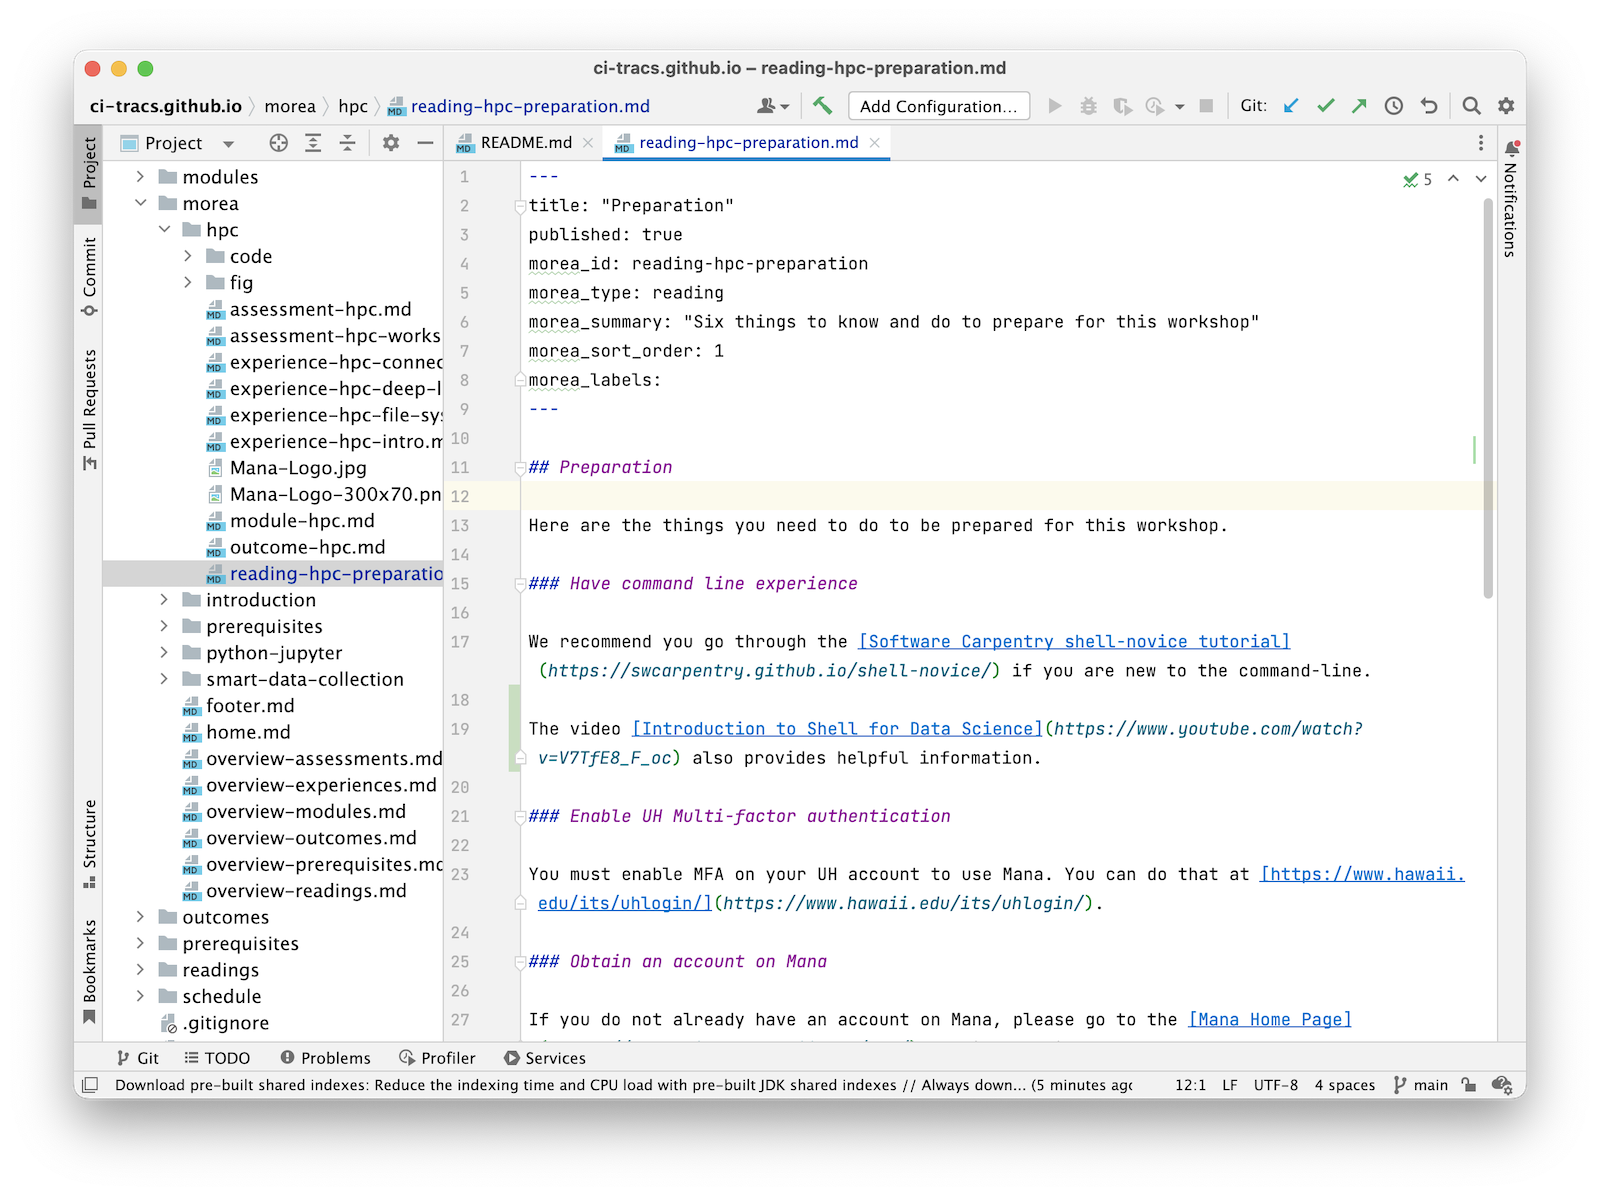 ci-tracs.github.io – reading-hpc-preparation.md
ci-tracs.github.io morea hpc reading-hpc-preparation.md
Add Configuration...
Git:
Project
README.md
reading-hpc-preparation.md
Project
Commit
Pull Requests
Structure
Bookmarks
Notifications
modules
morea
hpc
code
fig
assessment-hpc.md
assessment-hpc-works
experience-hpc-connec
experience-hpc-deep-l
experience-hpc-file-sys
experience-hpc-intro.m
Mana-Logo.jpg
Mana-Logo-300x70.pn
module-hpc.md
outcome-hpc.md
reading-hpc-preparatio
introduction
prerequisites
python-jupyter
smart-data-collection
footer.md
home.md
overview-assessments.md
overview-experiences.md
overview-modules.md
overview-outcomes.md
overview-prerequisites.md
overview-readings.md
outcomes
prerequisites
readings
schedule
.gitignore
5
1 ---
2 title: "Preparation"
3 published: true
4 morea_id: reading-hpc-preparation
5 morea_type: reading
6 morea_summary: "Six things to know and do to prepare for this workshop"
7 morea_sort_order: 1
8 morea_labels:
9 ---
10
11 ## Preparation
12
13 Here are the things you need to do to be prepared for this workshop.
14
15 ### Have command line experience
16
17 We recommend you go through the [Software Carpentry shell-novice tutorial]
(https://swcarpentry.github.io/shell-novice/) if you are new to the command-line.
18
19 The video [Introduction to Shell for Data Science](https://www.youtube.com/watch?
v=V7TfE8_F_oc) also provides helpful information.
20
21 ### Enable UH Multi-factor authentication
22
23 You must enable MFA on your UH account to use Mana. You can do that at [https://www.hawaii.
edu/its/uhlogin/](https://www.hawaii.edu/its/uhlogin/).
24
25 ### Obtain an account on Mana
26
27 If you do not already have an account on Mana, please go to the [Mana Home Page]
Git
TODO
Problems
Profiler
Services
Download pre-built shared indexes: Reduce the indexing time and CPU load with pre-built JDK shared indexes // Always down... (5 minutes agc
12:1 LF UTF-8 4 spaces main